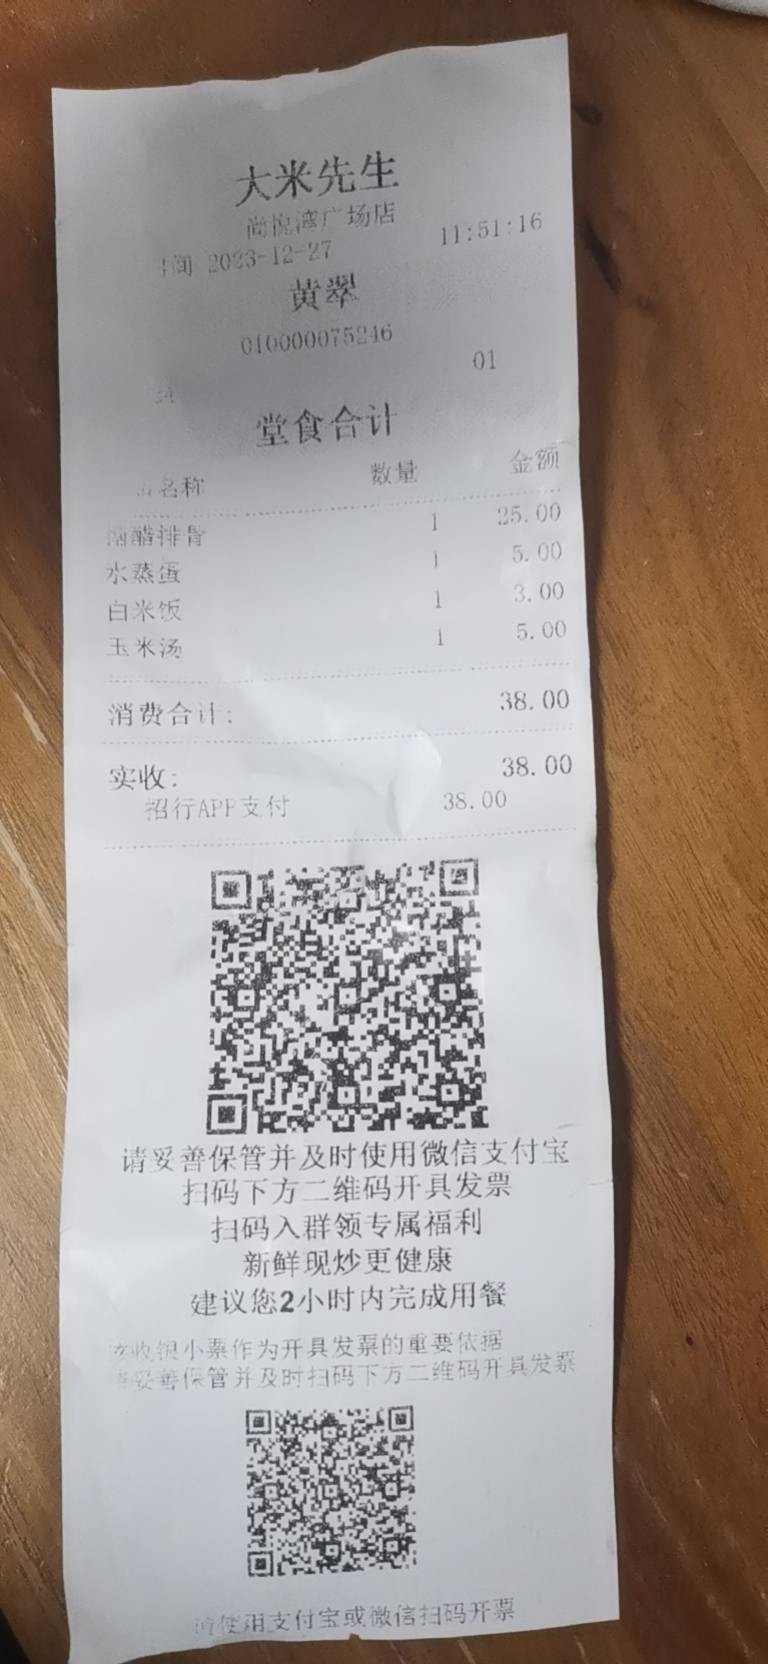 大米先生
尚悦湾广场店
时间 2023-12-27 11:51:16
黄翠
010000075246
01
堂食合计
品名称 数量 金额
糖醋排骨 1 25.00
水蒸蛋 1 5.00
白米饭 1 3.00
玉米汤 1 5.00
消费合计: 38.00
实收: 38.00
招行APP支付 38.00
请妥善保管并及时使用微信支付宝
扫码下方二维码开具发票
扫码入群领专属福利
新鲜现炒更健康
建议您2小时内完成用餐
该收银小票作为开具发票的重要依据
请妥善保管并及时扫码下方二维码开具发票
请使用支付宝或微信扫码开票